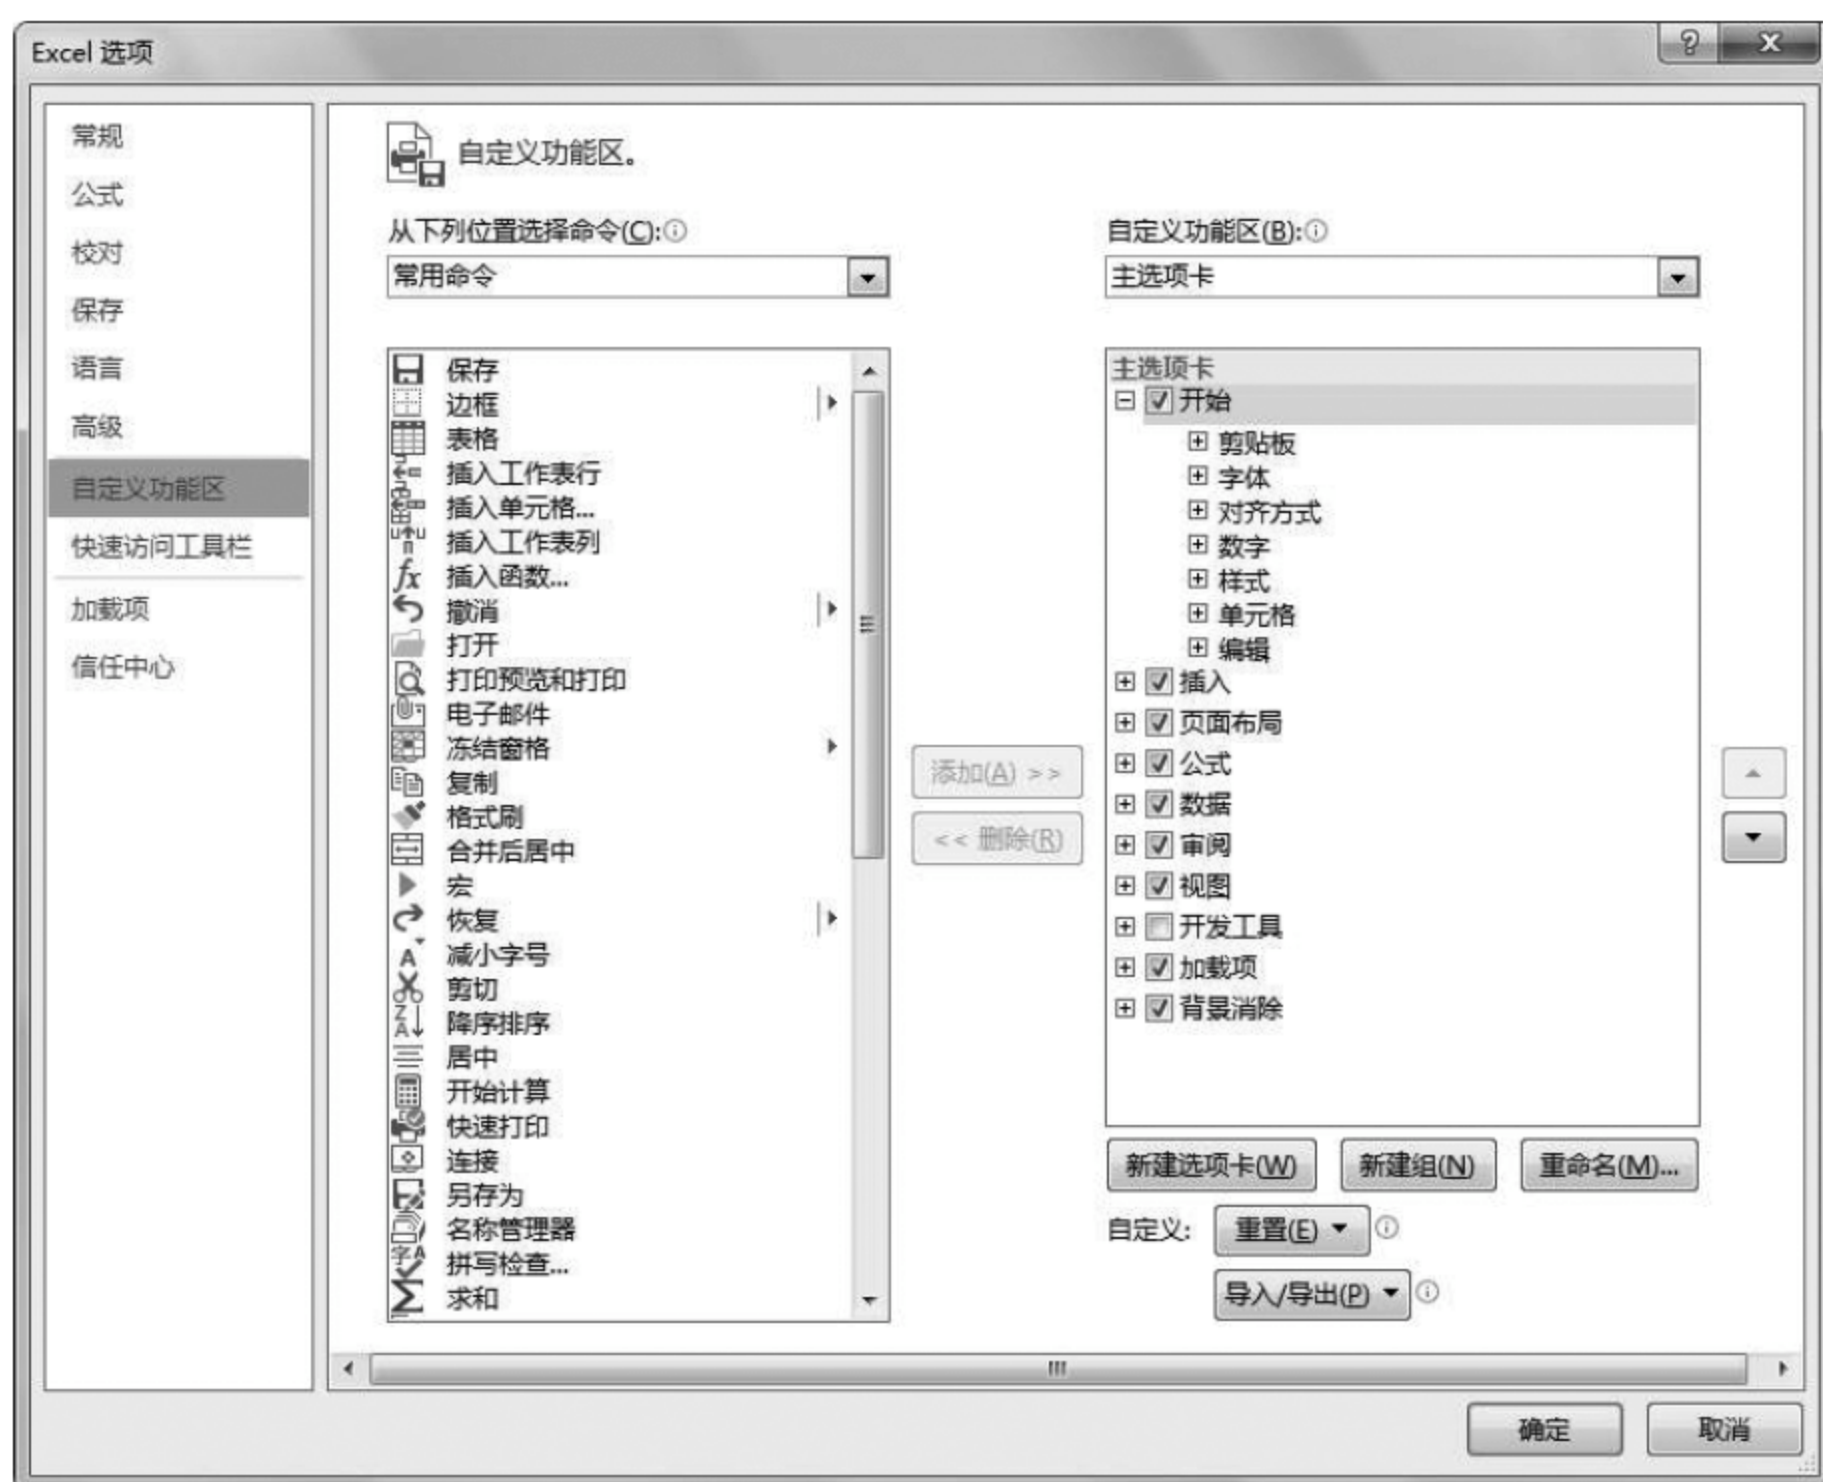 Excel 选项
常规
公式
校对
保存
语言
高级
自定义功能区
快速访问工具栏
加载项
信任中心
自定义功能区。
从下列位置选择命令(C):
常用命令
保存
边框
表格
插入工作表行
插入单元格...
插入工作表列
插入函数...
撤消
打开
打印预览和打印
电子邮件
冻结窗格
复制
格式刷
合并后居中
宏
恢复
减小字号
剪切
降序排序
居中
开始计算
快速打印
连接
另存为
名称管理器
拼写检查...
求和
添加(A) >>
<< 删除(R)
自定义功能区(B):
主选项卡
主选项卡
开始
剪贴板
字体
对齐方式
数字
样式
单元格
编辑
插入
页面布局
公式
数据
审阅
视图
开发工具
加载项
背景消除
新建选项卡(W)
新建组(N)
重命名(M)...
自定义:
重置(E)
导入/导出(P)
确定
取消